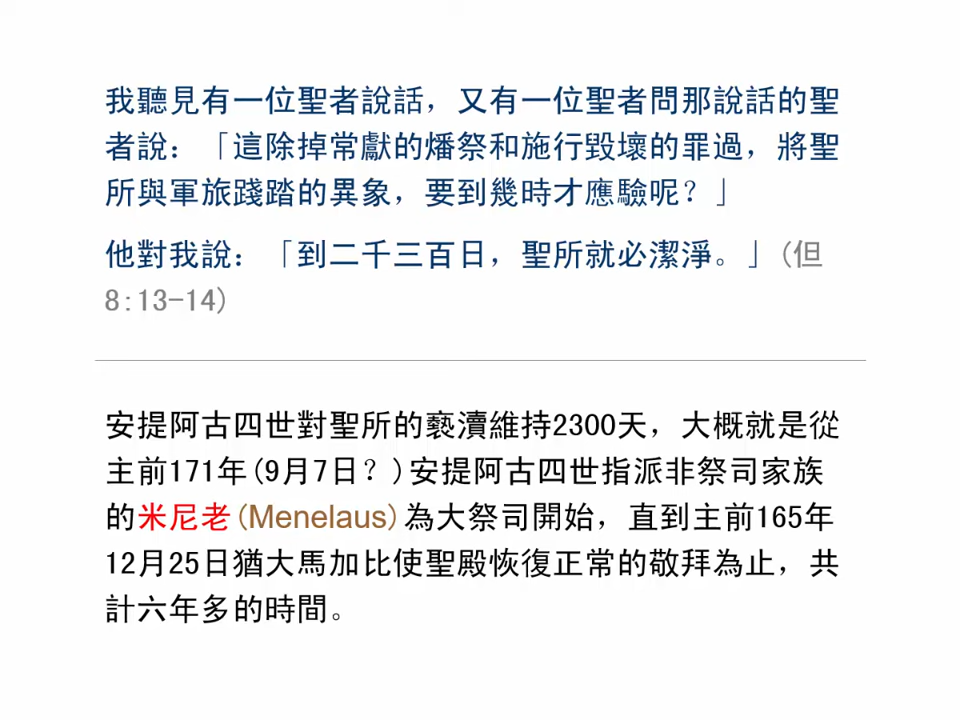 我聽見有一位聖者說話，又有一位聖者問那說話的聖
者說：「這除掉常獻的燔祭和施行毀壞的罪過，將聖
所與軍旅踐踏的異象，要到幾時才應驗呢？」
他對我說：「到二千三百日，聖所就必潔淨。」(但
8:13-14)
安提阿古四世對聖所的褻瀆維持2300天，大概就是從
主前171年(9月7日？)安提阿古四世指派非祭司家族
的米尼老(Menelaus)為大祭司開始，直到主前165年
12月25日猶大馬加比使聖殿恢復正常的敬拜為止，共
計六年多的時間。